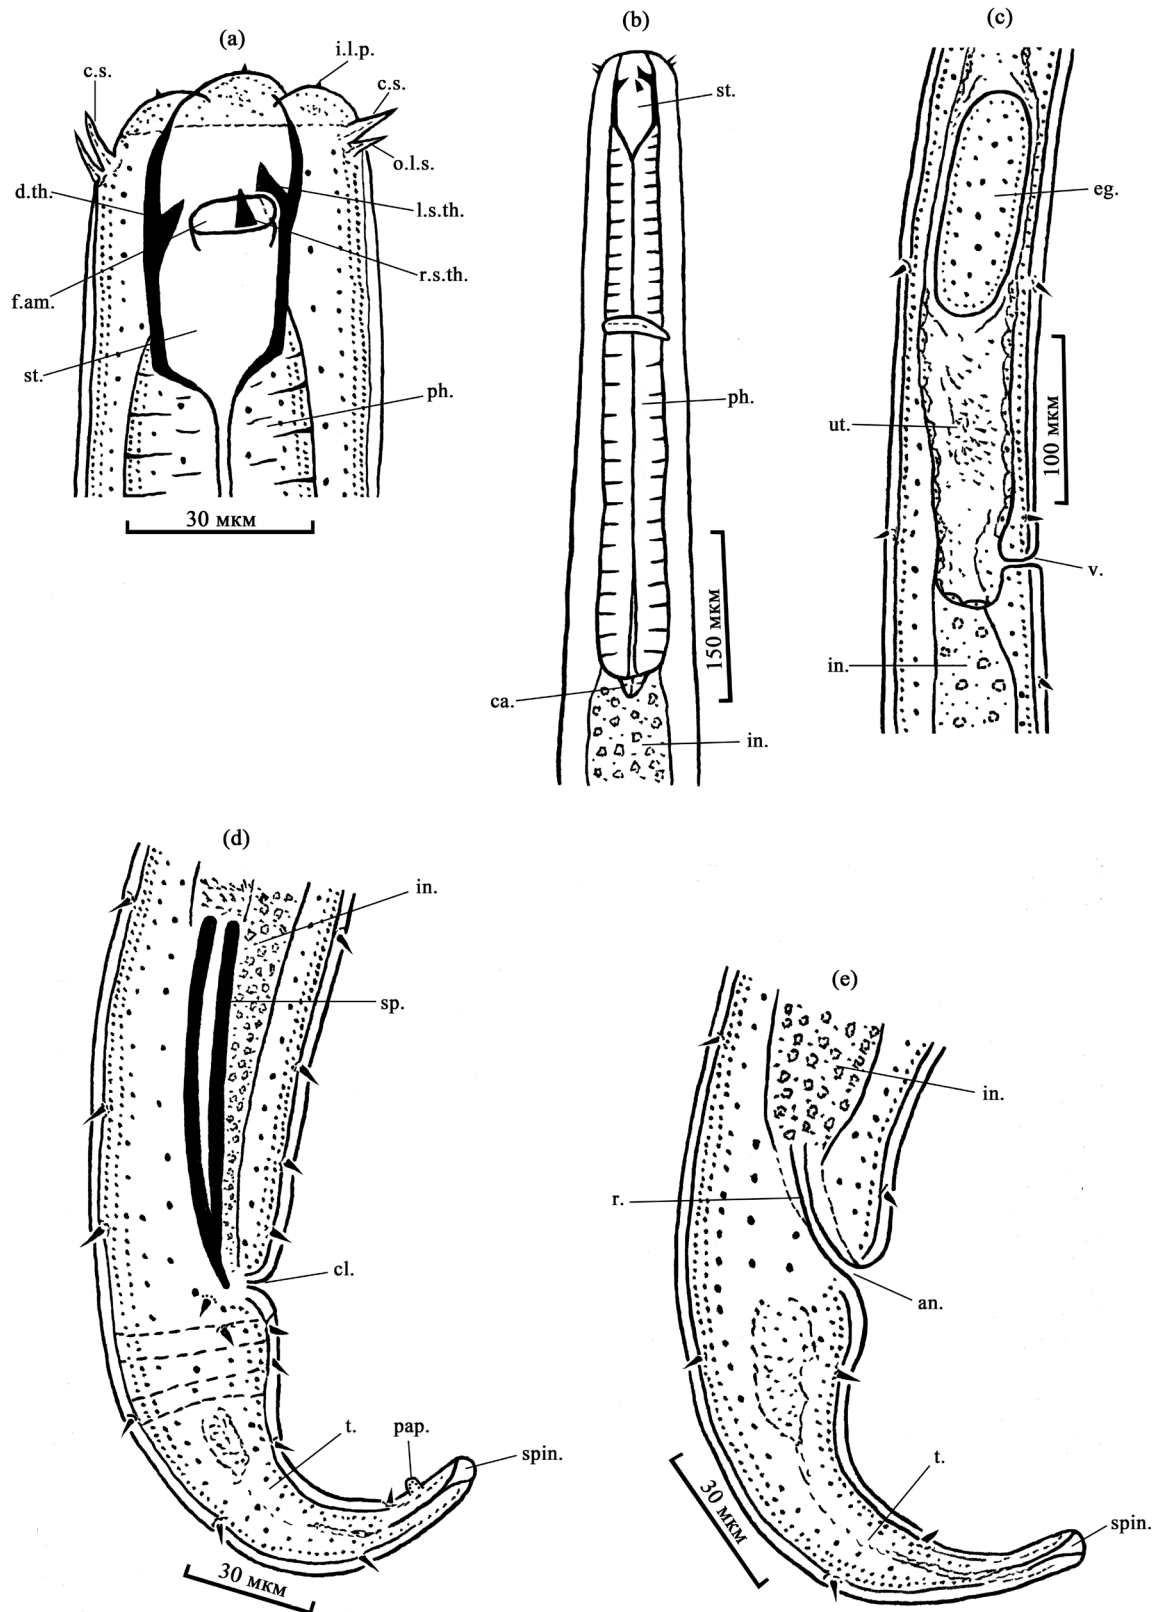 (a)
i.l.p.
c.s.
c.s.
o.l.s.
d.th.
l.s.th.
r.s.th.
f.am.
st.
ph.
30 мкм
(b)
st.
ph.
150 мкм
ca.
in.
(c)
eg.
ut.
100 мкм
v.
in.
(d)
in.
sp.
cl.
t.
pap.
spin.
30 мкм
(e)
in.
r.
an.
t.
spin.
30 мкм